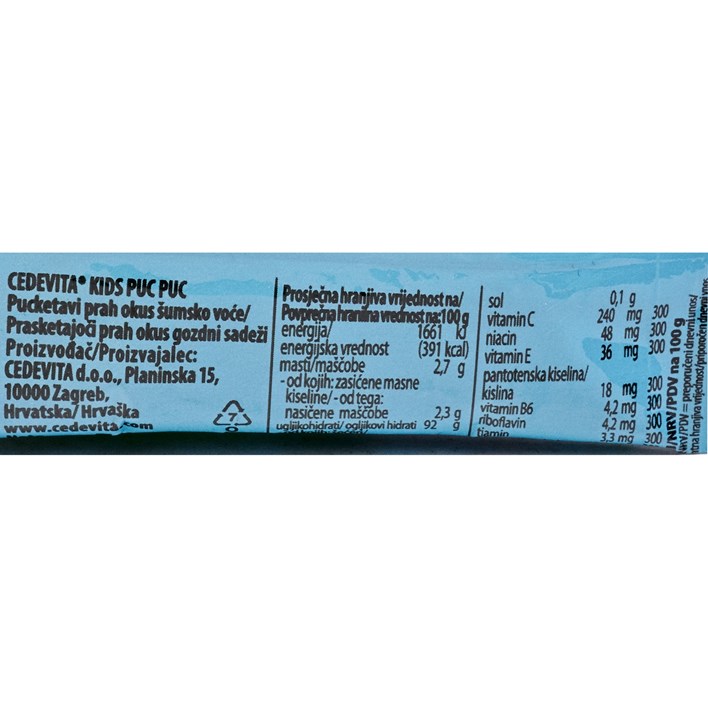 CEDEVITA® KIDS PUC PUC
Pucketavi prah okus šumsko voće/
Prasketajoči prah okus gozdni sadeži
Proizvođač/Proizvajalec:
CEDEVITA d.o.o., Planinska 15,
10000 Zagreb,
Hrvatska/ Hrvaška
www.cedevita.com
7
Prosječna hranjiva vrijednost na/
Povprečna hranilna vrednost na:100 g
energija/ 1661 kJ
energijska vrednost (391 kcal)
masti/maščobe 2,7 g
- od kojih: zasićene masne
kiseline/ - od tega:
nasičene maščobe 2,3 g
ugljikohidrati/ ogljikovi hidrati 92 g
sol 0,1 g
vitamin C 240 mg 300
niacin 48 mg 300
vitamin E 36 mg 300
pantotenska kiselina/
kislina 18 mg 300
vitamin B6 4,2 mg 300
riboflavin 4,2 mg 300
tiamin 3,3 mg 300
/NRV/PDV na 100 g
NRV/PDV = preporučeni dnevni unos/